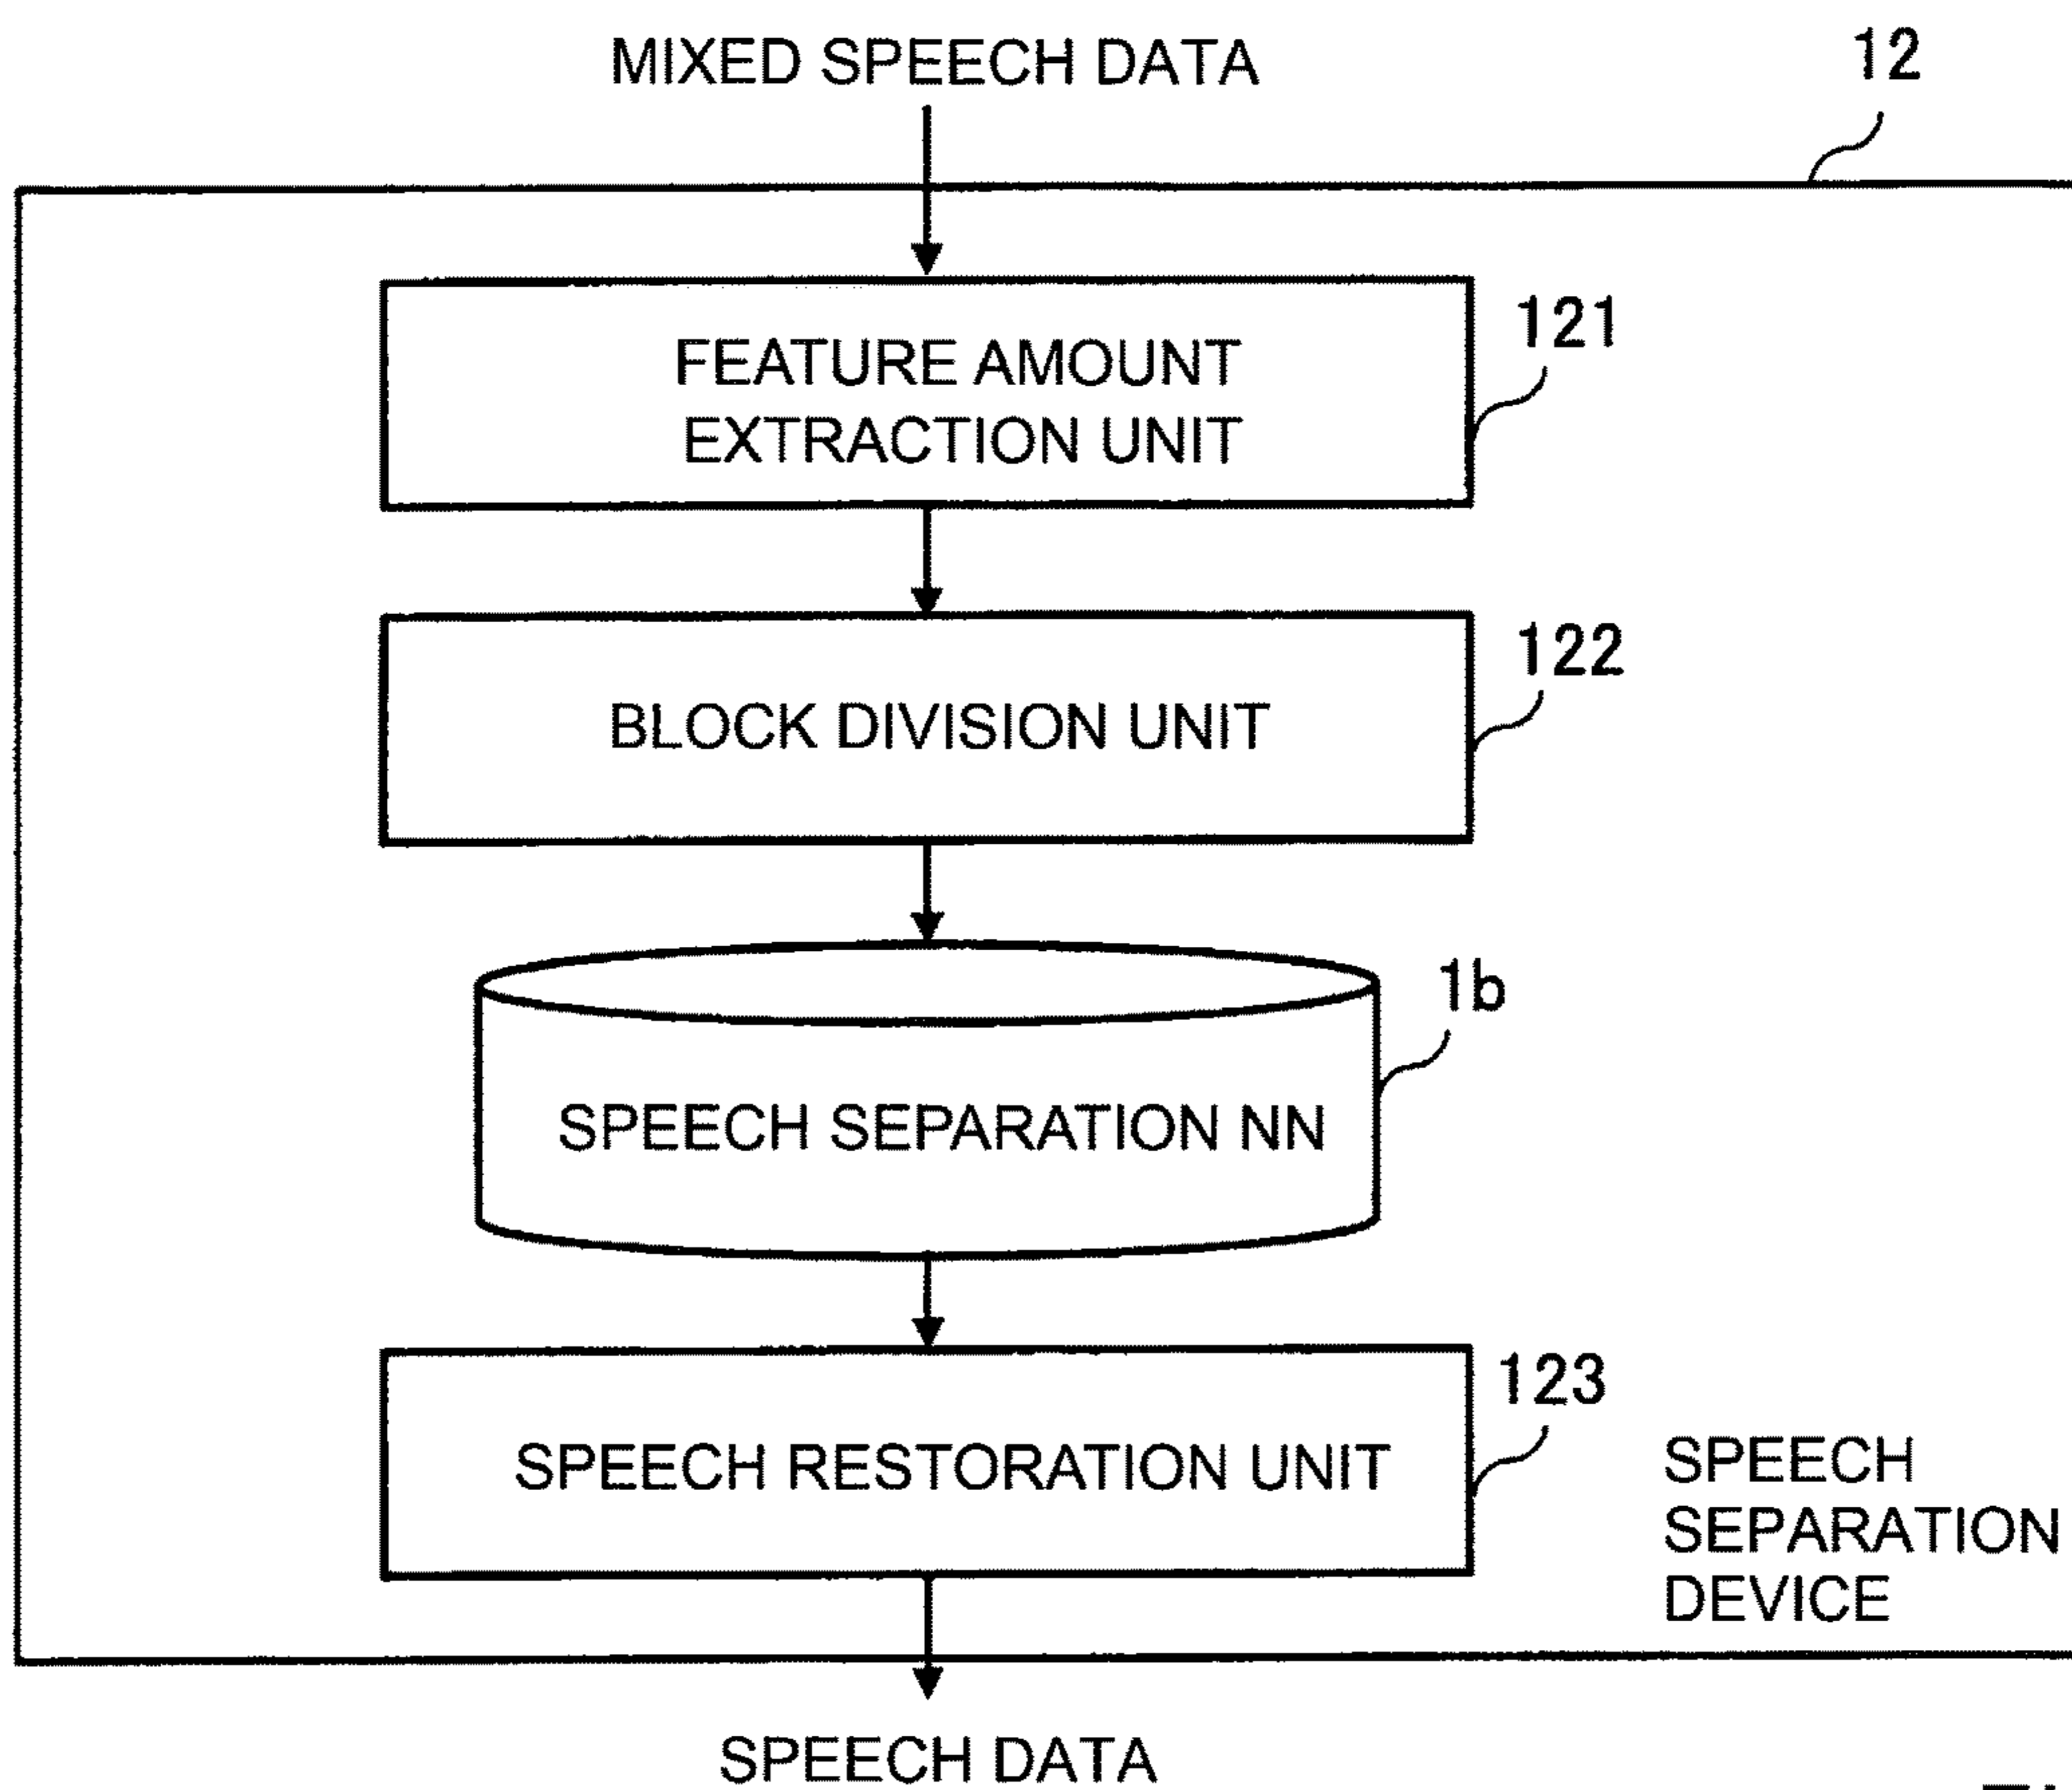 MIXED SPEECH DATA
12
FEATURE AMOUNT
EXTRACTION UNIT
121
BLOCK DIVISION UNIT
122
1b
SPEECH SEPARATION NN
123
SPEECH RESTORATION UNIT
SPEECH
SEPARATION
DEVICE
SPEECH DATA